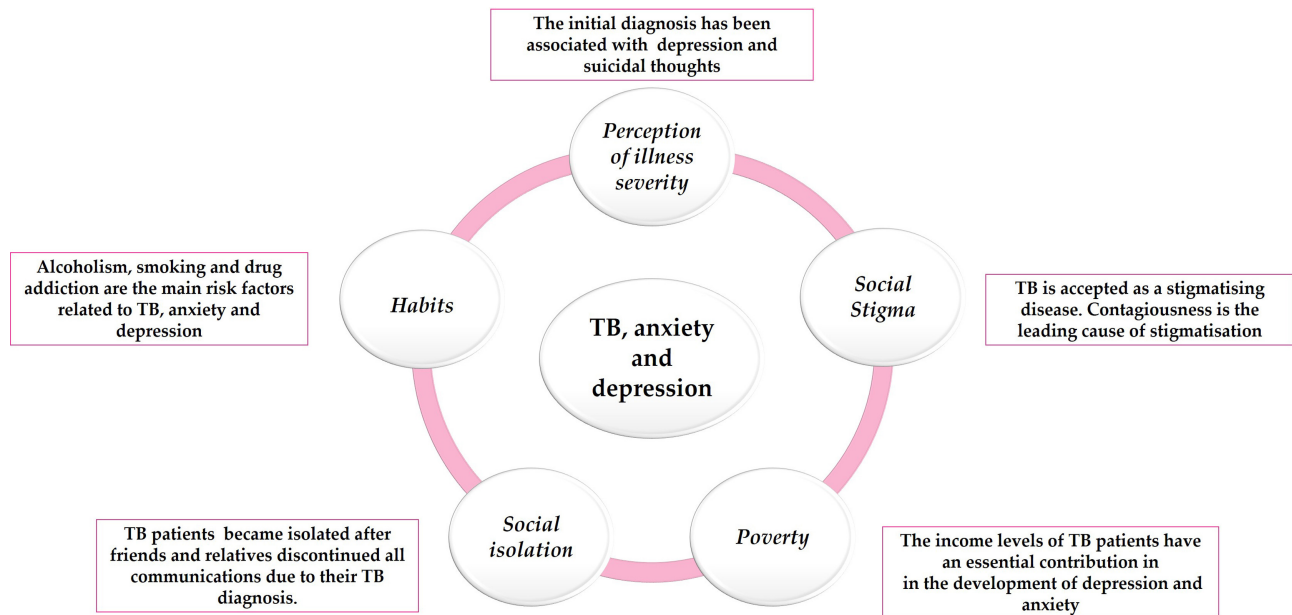 The initial diagnosis has been
associated with depression and
suicidal thoughts
Perception
of illness
severity
Alcoholism, smoking and drug
addiction are the main risk factors
related to TB, anxiety and
depression
Habits
Social
Stigma
TB is accepted as a stigmatising
disease. Contagiousness is the
leading cause of stigmatisation
TB, anxiety
and
depression
TB patients became isolated after
friends and relatives discontinued all
communications due to their TB
diagnosis.
Social
isolation
Poverty
The income levels of TB patients have
an essential contribution in
in the development of depression and
anxiety